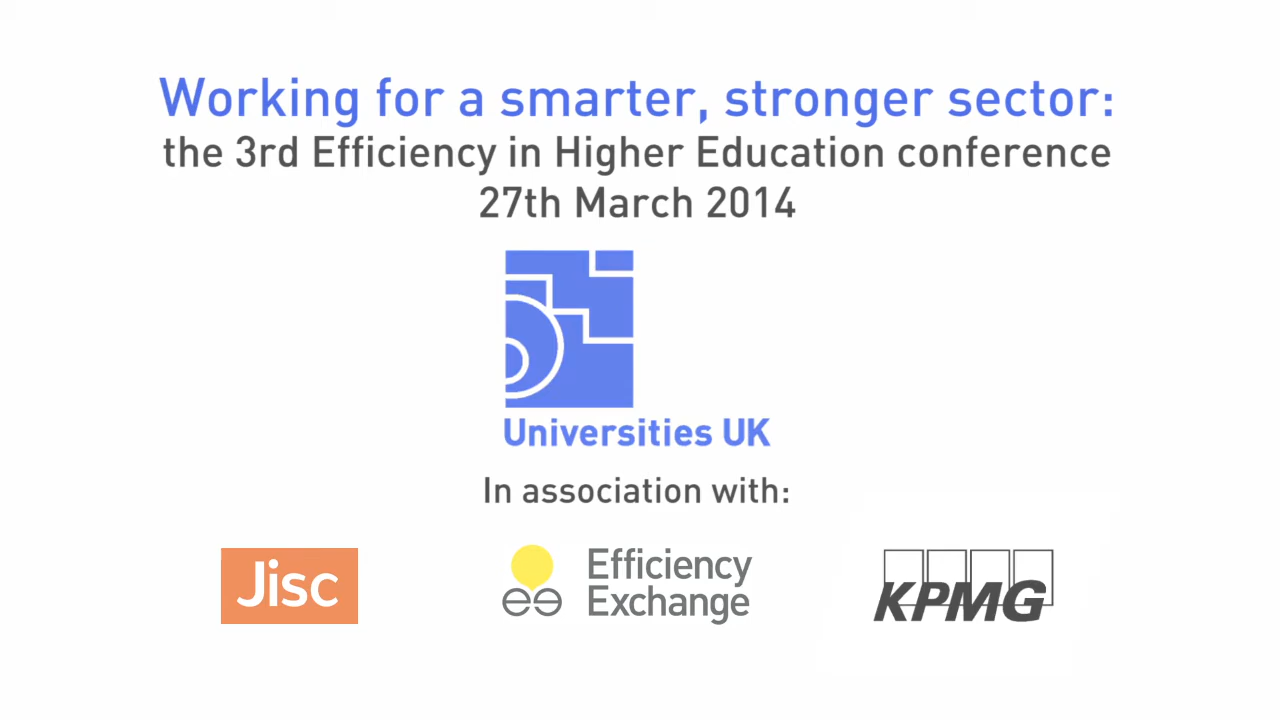 Working for a smarter, stronger sector:
the 3rd Efficiency in Higher Education conference
27th March 2014
Universities UK
In association with:
Jisc
ee Efficiency
Exchange
KPMG